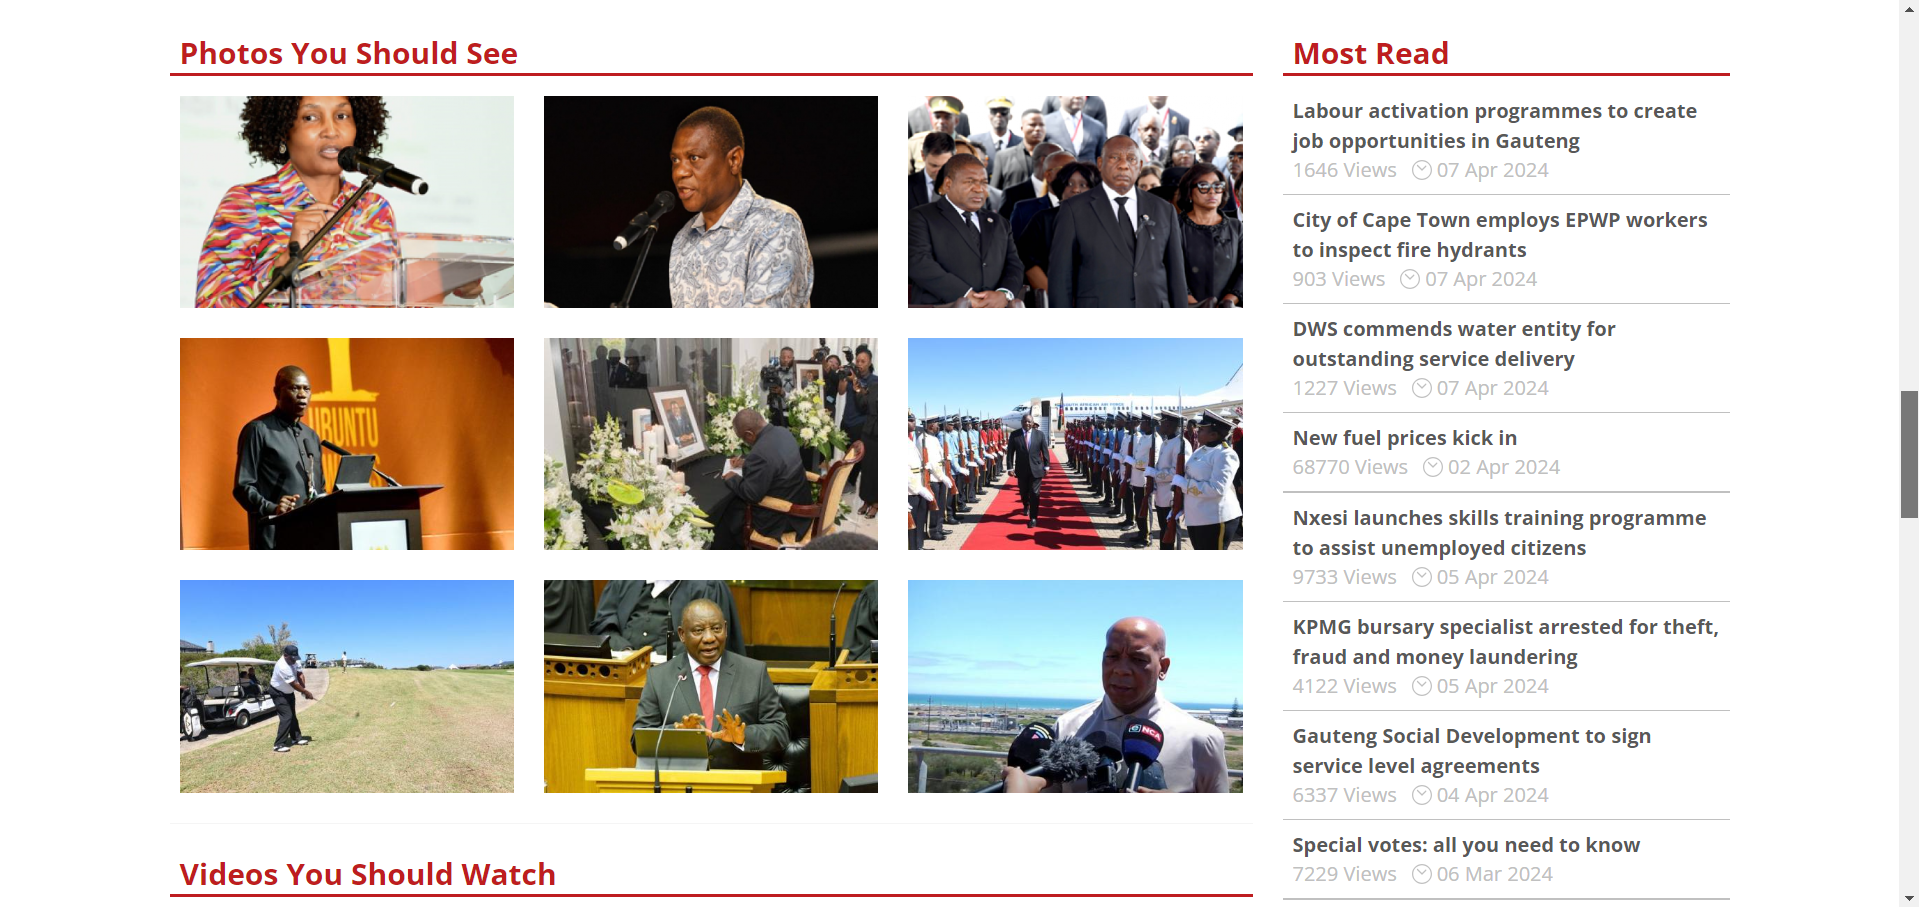 Photos You Should See
UBUNTU
SOUTH AFRICAN AIR FORCE
eNCA
Videos You Should Watch
Most Read
Labour activation programmes to create
job opportunities in Gauteng
1646 Views 07 Apr 2024
City of Cape Town employs EPWP workers
to inspect fire hydrants
903 Views 07 Apr 2024
DWS commends water entity for
outstanding service delivery
1227 Views 07 Apr 2024
New fuel prices kick in
68770 Views 02 Apr 2024
Nxesi launches skills training programme
to assist unemployed citizens
9733 Views 05 Apr 2024
KPMG bursary specialist arrested for theft,
fraud and money laundering
4122 Views 05 Apr 2024
Gauteng Social Development to sign
service level agreements
6337 Views 04 Apr 2024
Special votes: all you need to know
7229 Views 06 Mar 2024